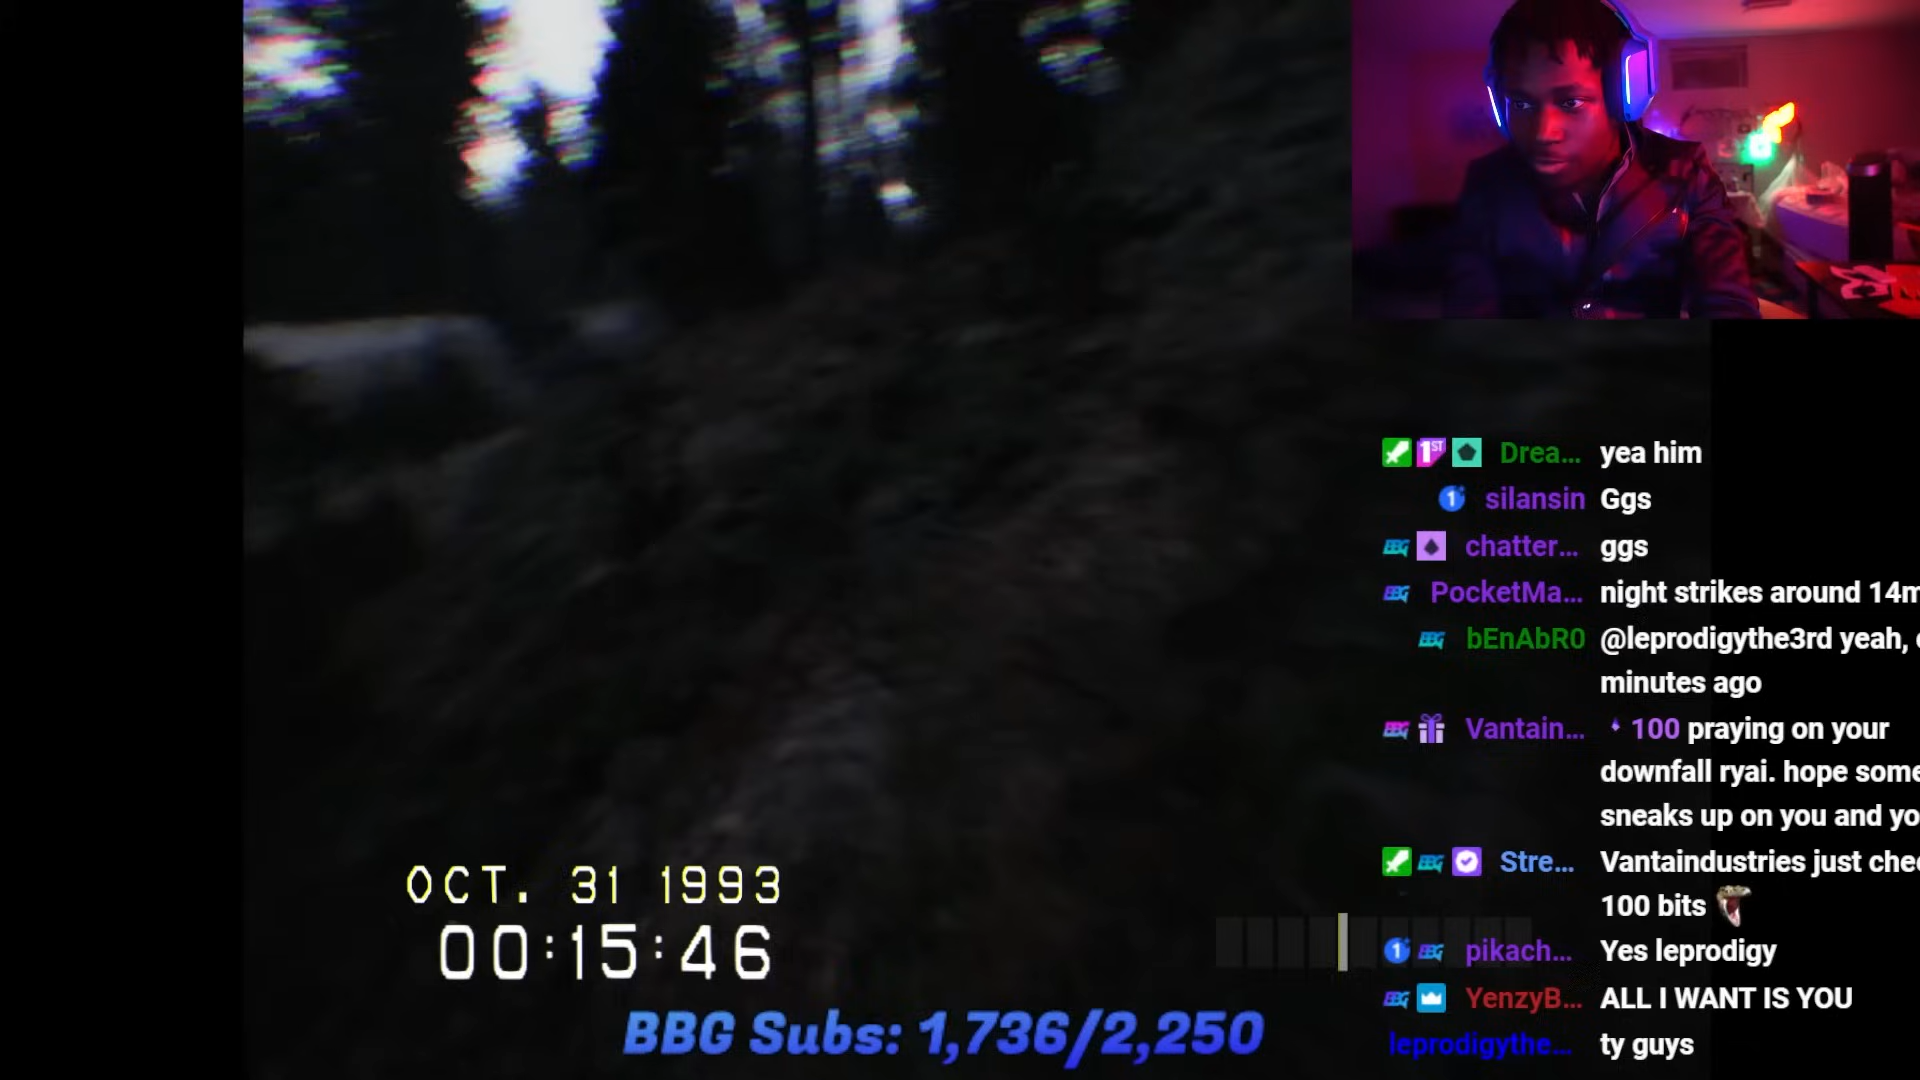 Drea... yea him
silansin Ggs
chatter... ggs
PocketMa... night strikes around 14m
bEnAbR0 @leprodigythe3rd yeah,
minutes ago
Vantain... 100 praying on your
downfall ryai. hope some
sneaks up on you and yo
Stre... Vantaindustries just chee
100 bits
pikach... Yes leprodigy
YenzyB... ALL I WANT IS YOU
leprodigythe... ty guys
OCT. 31 1993
00:15:46
BBG Subs: 1,736/2,250